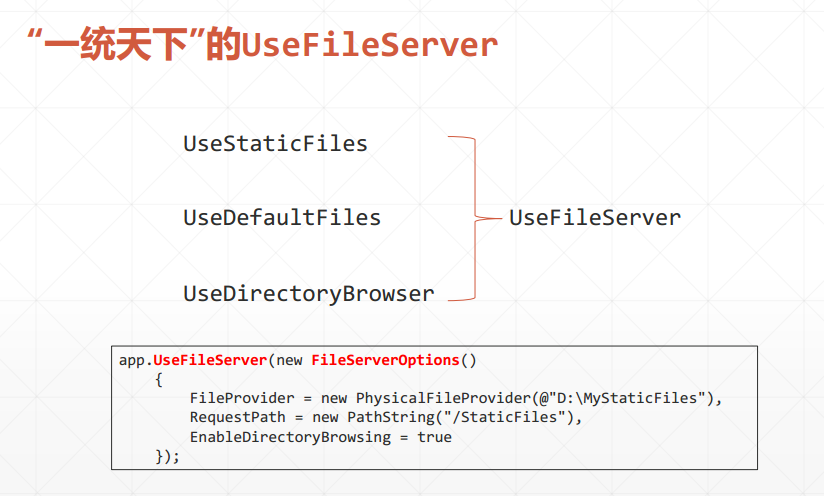 “一统天下”的UseFileServer
UseStaticFiles
UseDefaultFiles
UseFileServer
UseDirectoryBrowser
app.UseFileServer(new FileServerOptions()
{
FileProvider = new PhysicalFileProvider(@"D:\MyStaticFiles"),
RequestPath = new PathString("/StaticFiles"),
EnableDirectoryBrowsing = true
});